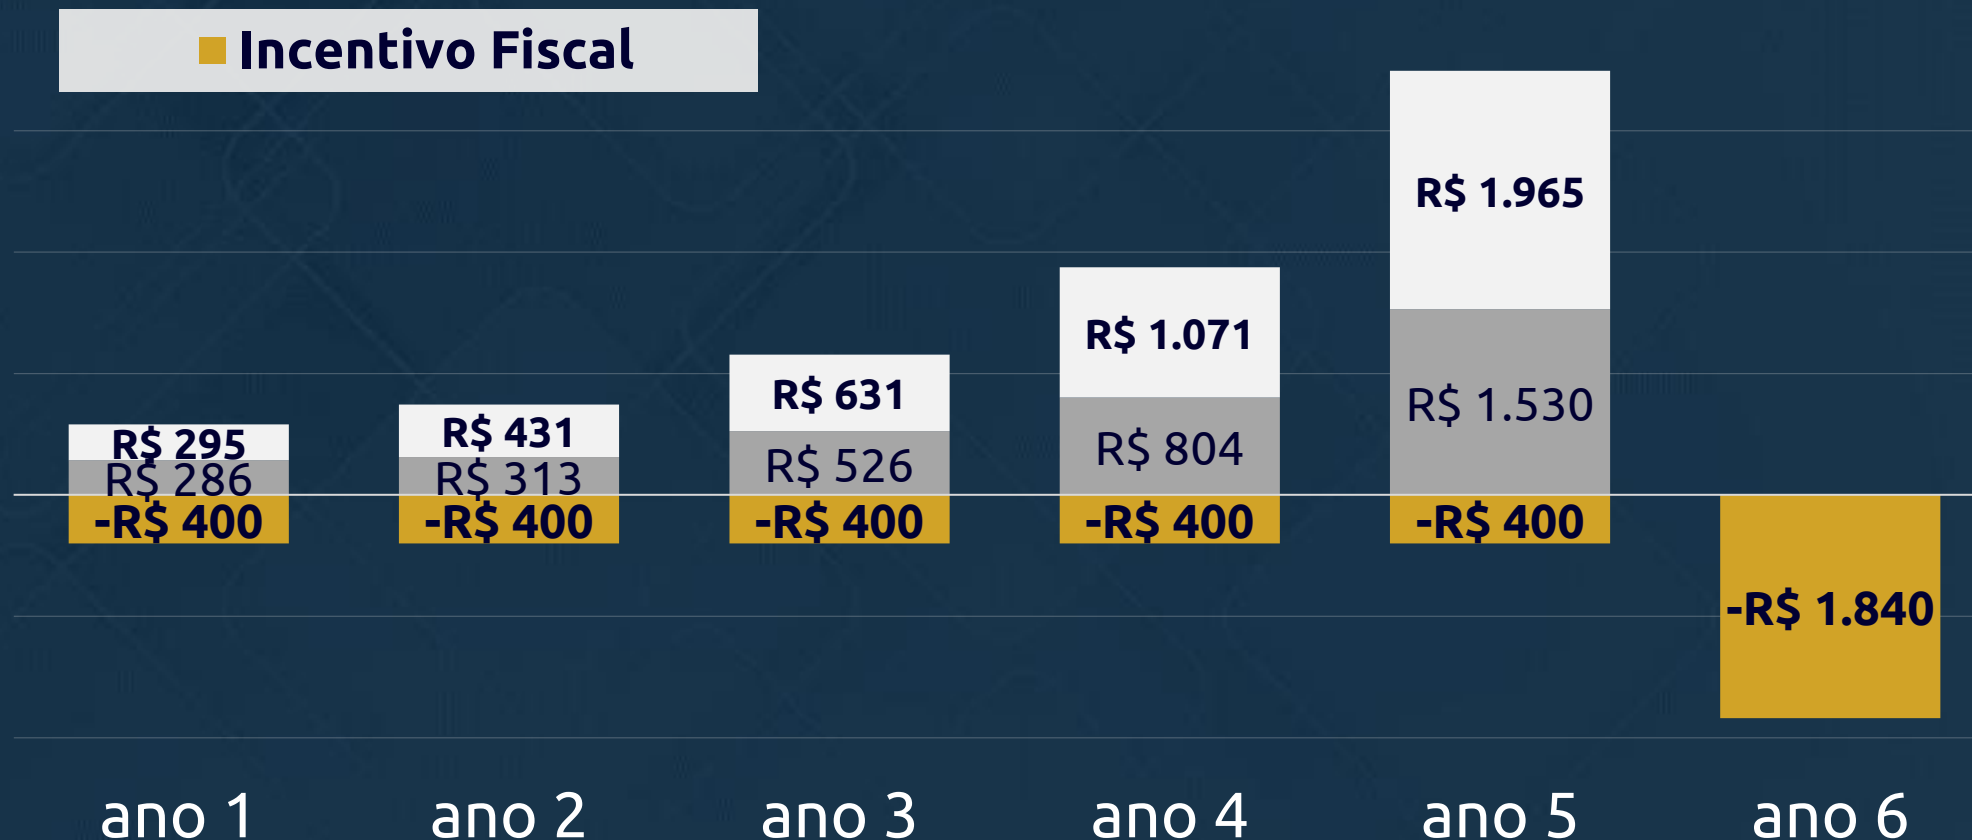 Incentivo Fiscal
R$ 295
R$ 286
-R$ 400
R$ 431
R$ 313
-R$ 400
R$ 631
R$ 526
-R$ 400
R$ 1.071
R$ 804
-R$ 400
R$ 1.965
R$ 1.530
-R$ 400
-R$ 1.840
ano 1
ano 2
ano 3
ano 4
ano 5
ano 6